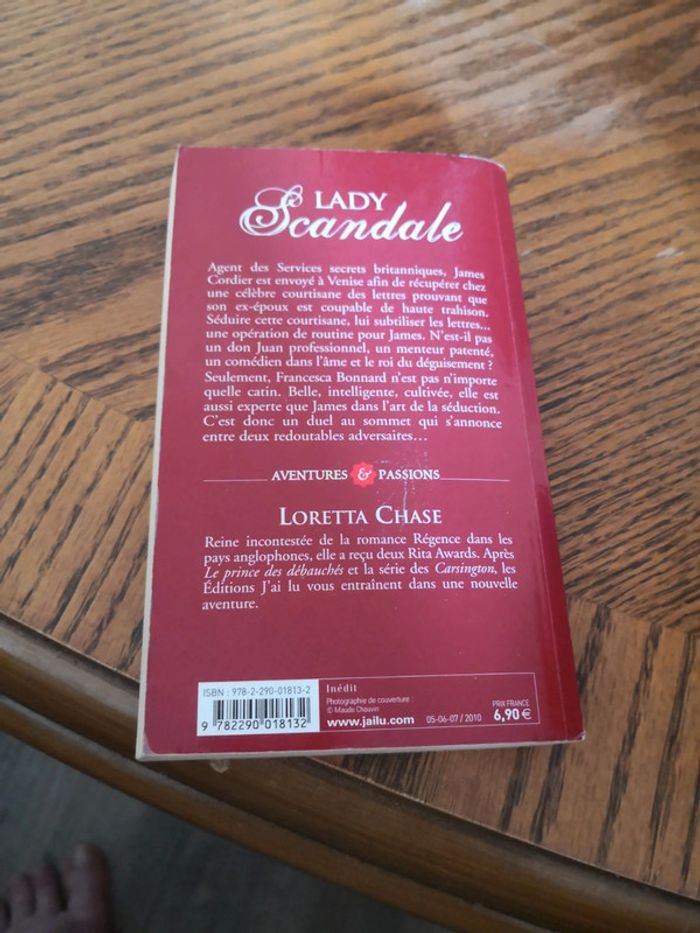 LADY
Scandale
Agent des Services secrets britanniques, James
Cordier est envoyé à Venise afin de récupérer chez
une célèbre courtisane des lettres prouvant que
son ex-époux est coupable de haute trahison.
Séduire cette courtisane, lui subtiliser les lettres...
une opération de routine pour James. N'est-il pas
un don Juan professionnel, un menteur patenté,
un comédien dans l'âme et le roi du déguisement ?
Seulement, Francesca Bonnard n'est pas n'importe
quelle catin. Belle, intelligente, cultivée, elle est
aussi experte que James dans l'art de la séduction.
C'est donc un duel au sommet qui s'annonce
entre deux redoutables adversaires...
AVENTURES & PASSIONS
LORETTA CHASE
Reine incontestée de la romance Régence dans les
pays anglophones, elle a reçu deux Rita Awards. Après
Le prince des débauchés et la série des Carsington, les
Éditions J'ai lu vous entraînent dans une nouvelle
aventure.
ISBN : 978-2-290-01813-2
9 782290 018132
Inédit
Photographie de couverture :
© Maude Chauvin
www.jailu.com
05-06-07 / 2010
PRIX FRANCE
6,90 €